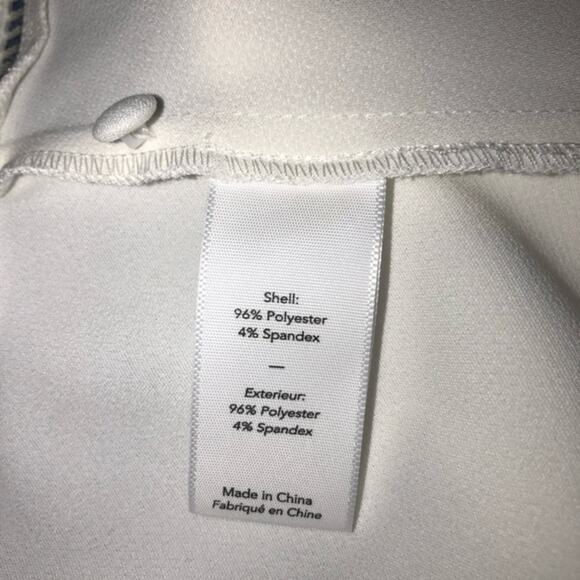 Shell:
96% Polyester
4% Spandex
—
Exterieur:
96% Polyester
4% Spandex
Made in China
Fabriqué en Chine